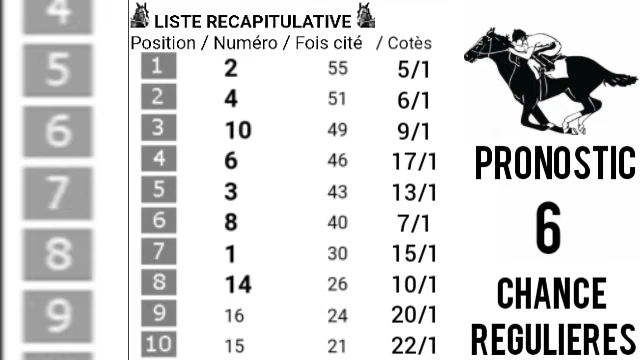 4
5
6
7
8
9
LISTE RECAPITULATIVE
Position / Numéro / Fois cité / Cotès
1 2 55 5/1
2 4 51 6/1
3 10 49 9/1
4 6 46 17/1
5 3 43 13/1
6 8 40 7/1
7 1 30 15/1
8 14 26 10/1
9 16 24 20/1
10 15 21 22/1
PRONOSTIC
6
CHANCE
REGULIERES